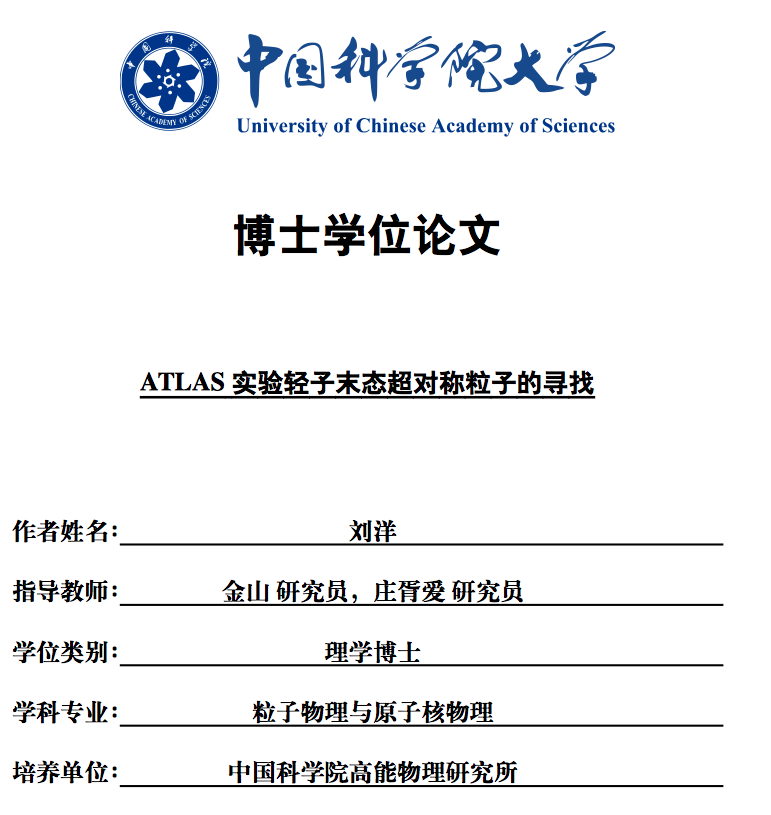 中国科学院
CHINESE ACADEMY OF SCIENCES
中国科学院大学
University of Chinese Academy of Sciences
博士学位论文
ATLAS 实验轻子末态超对称粒子的寻找
作者姓名： 刘洋
指导教师： 金山 研究员，庄胥爱 研究员
学位类别： 理学博士
学科专业： 粒子物理与原子核物理
培养单位： 中国科学院高能物理研究所